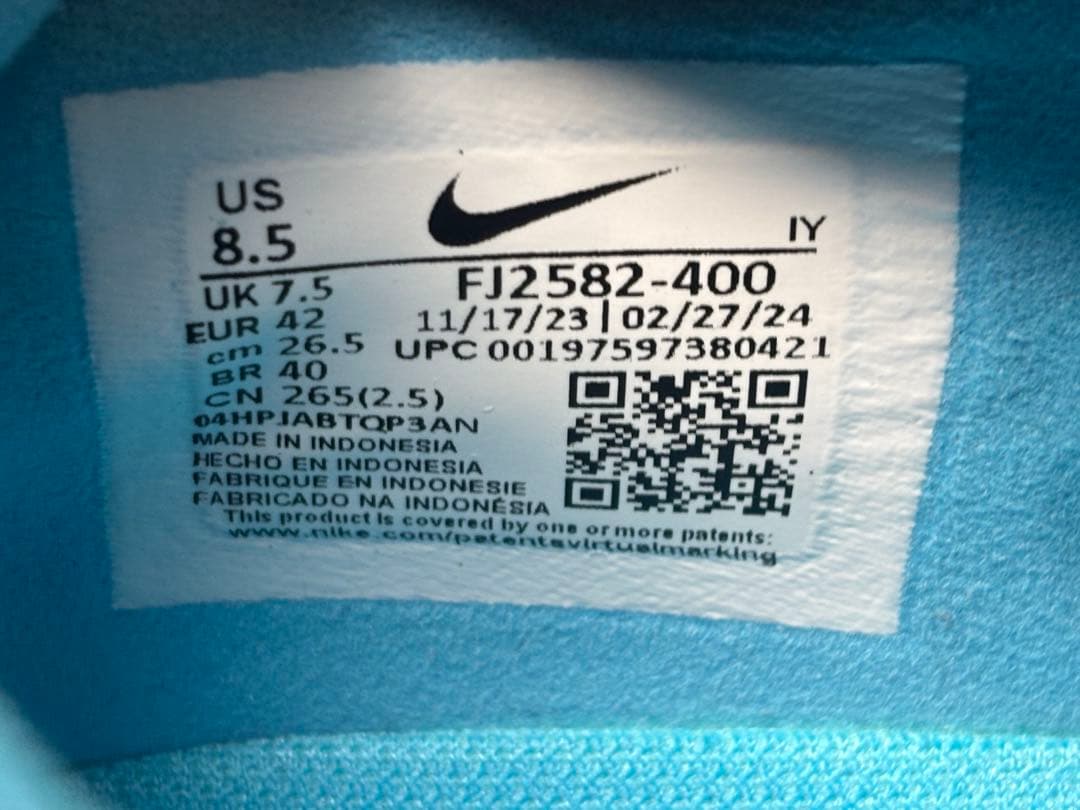 US
8.5
IY
UK 7.5
FJ2582-400
EUR 42
11/17/23 | 02/27/24
cm 26.5
UPC 00197597380421
BR 40
CN 265(2.5)
04HPJABTQP3AN
MADE IN INDONESIA
HECHO EN INDONESIA
FABRIQUE EN INDONESIE
FABRICADO NA INDONÉSIA
This product is covered by one or more patents:
www.nike.com/patentsvirtualmarking